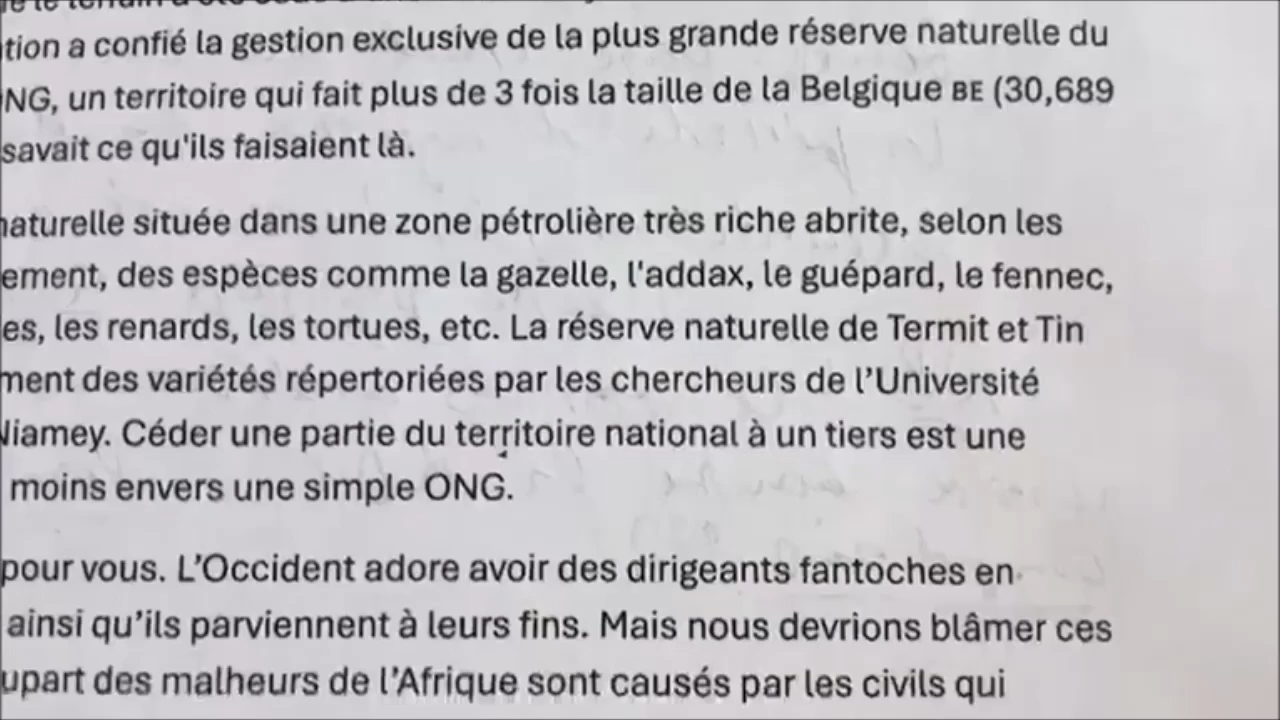 tion a confié la gestion exclusive de la plus grande réserve naturelle du
NG, un territoire qui fait plus de 3 fois la taille de la Belgique BE (30,689
savait ce qu'ils faisaient là.
naturelle située dans une zone pétrolière très riche abrite, selon les
ement, des espèces comme la gazelle, l'addax, le guépard, le fennec,
es, les renards, les tortues, etc. La réserve naturelle de Termit et Tin
ment des variétés répertoriées par les chercheurs de l’Université
Niamey. Céder une partie du territoire national à un tiers est une
moins envers une simple ONG.
pour vous. L’Occident adore avoir des dirigeants fantoches en
ainsi qu’ils parviennent à leurs fins. Mais nous devrions blâmer ces
upart des malheurs de l’Afrique sont causés par les civils qui